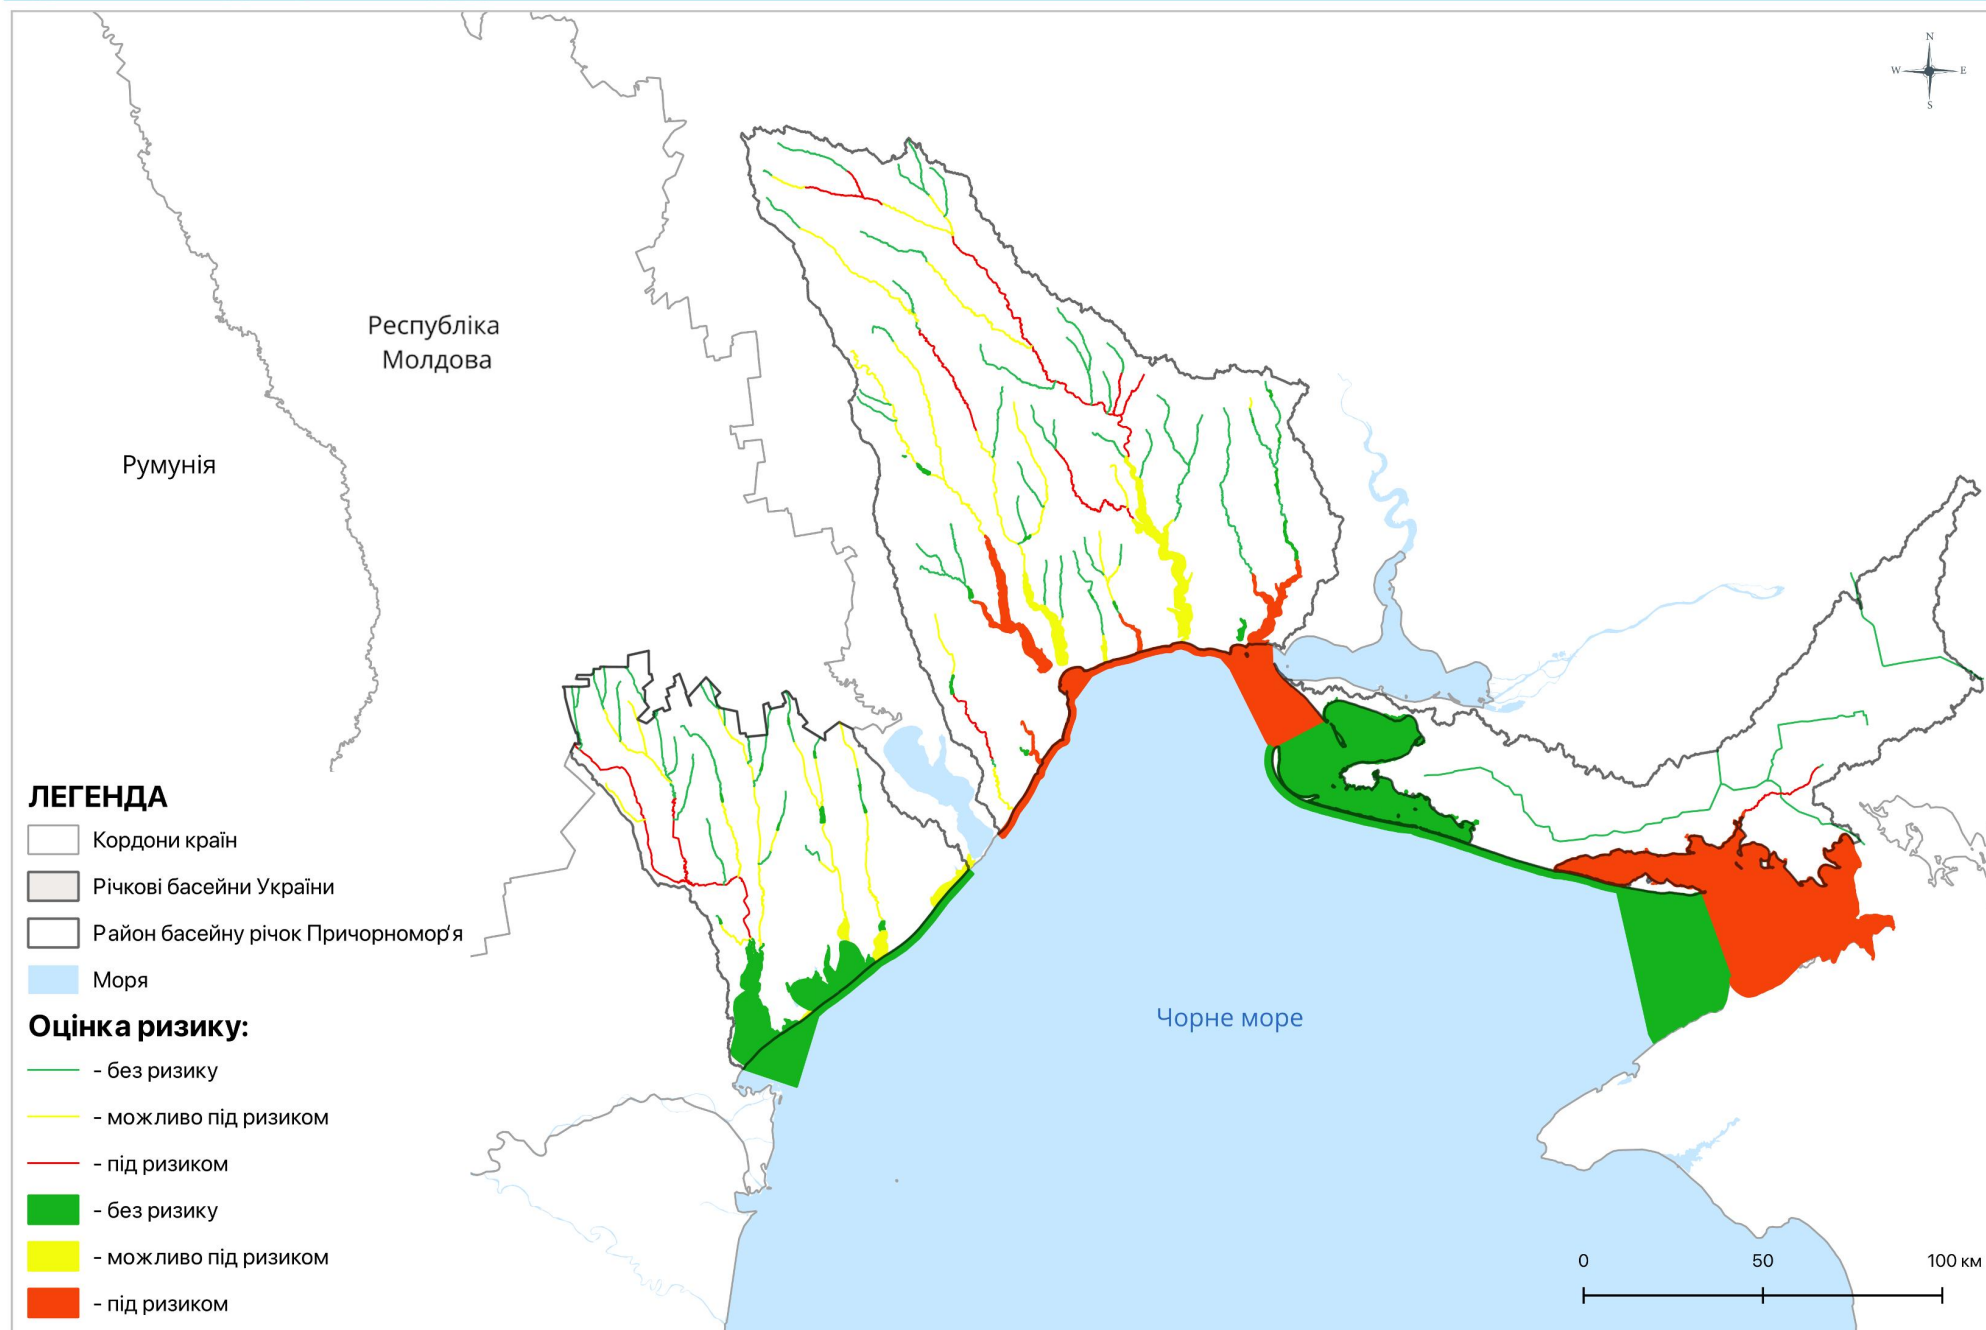 N
W
E
S
Республіка
Молдова
Румунія
Чорне море
ЛЕГЕНДА
Кордони країн
Річкові басейни України
Район басейну річок Причорномор'я
Моря
Оцінка ризику:
- без ризику
- можливо під ризиком
- під ризиком
- без ризику
- можливо під ризиком
- під ризиком
0 50 100 км